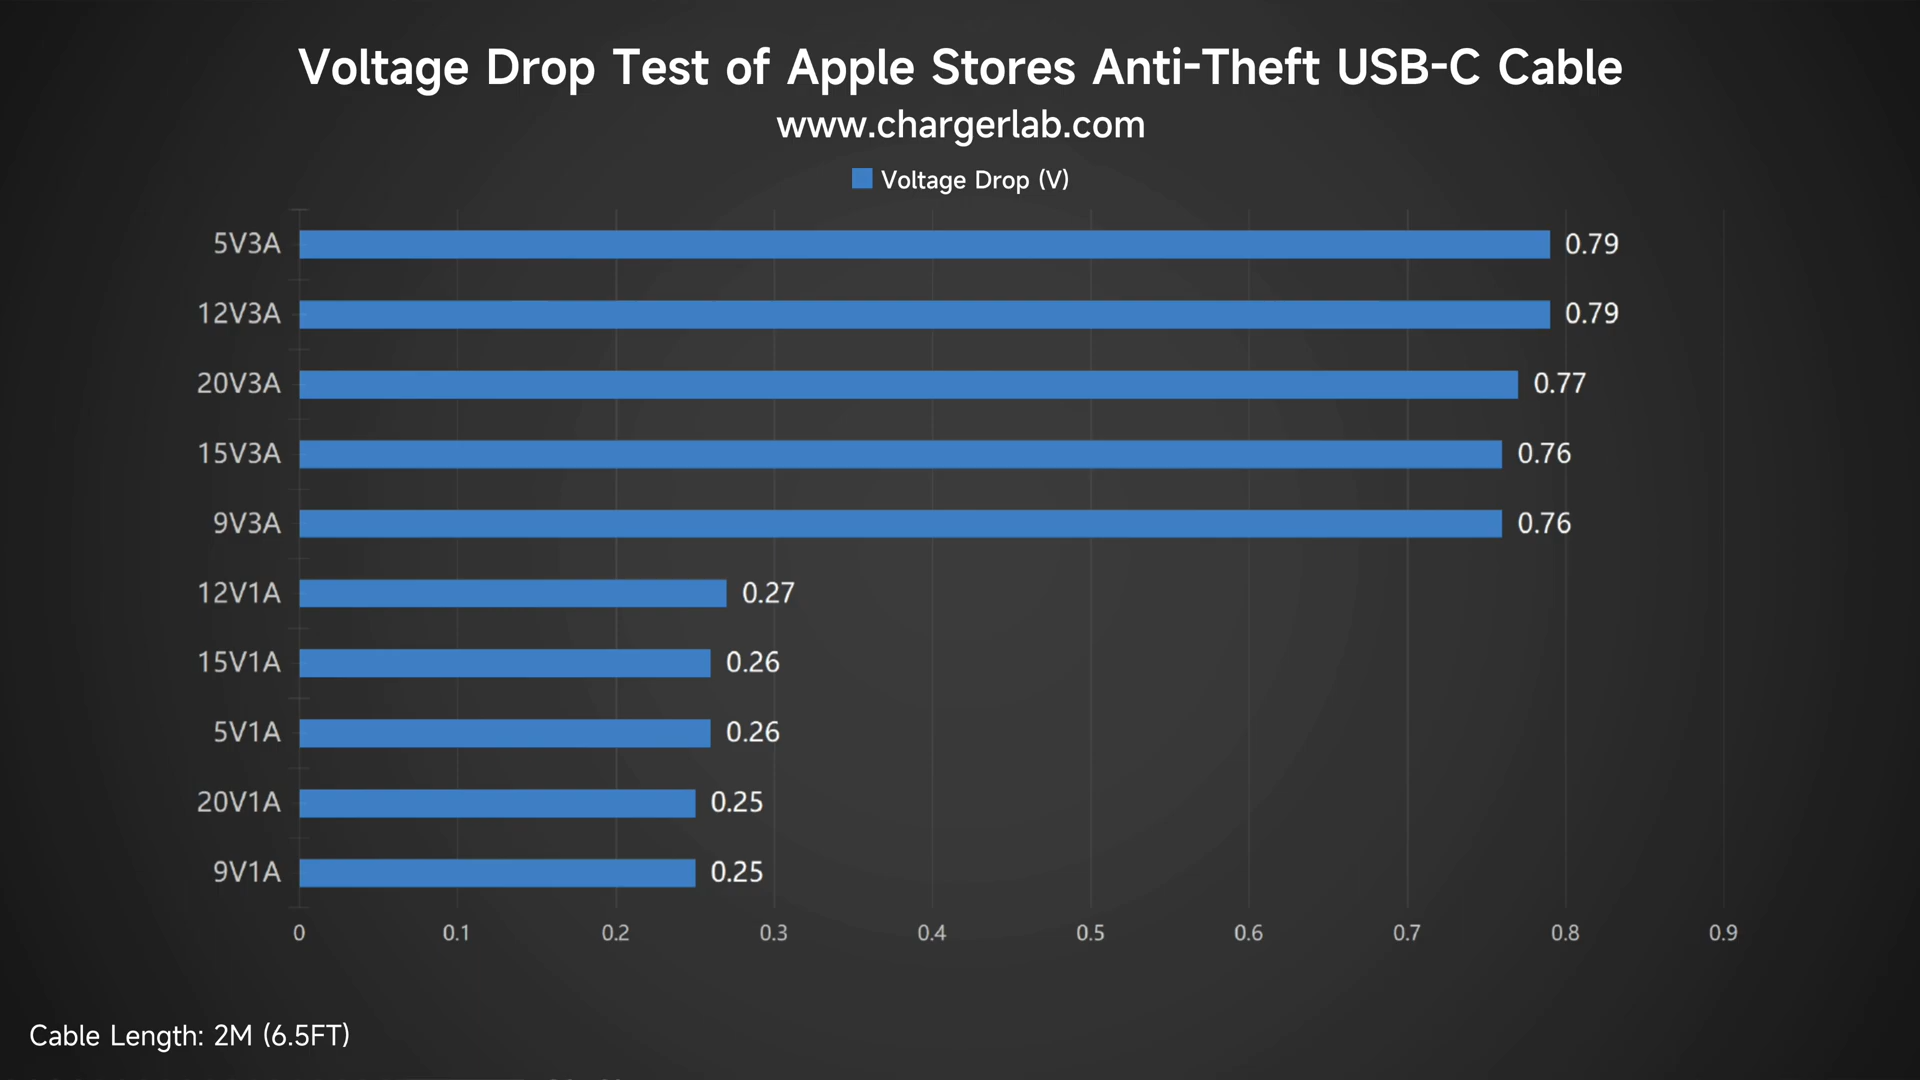 Voltage Drop Test of Apple Stores Anti-Theft USB-C Cable
www.chargerlab.com
Voltage Drop (V)
5V3A 0.79
12V3A 0.79
20V3A 0.77
15V3A 0.76
9V3A 0.76
12V1A 0.27
15V1A 0.26
5V1A 0.26
20V1A 0.25
9V1A 0.25
0 0.1 0.2 0.3 0.4 0.5 0.6 0.7 0.8 0.9
Cable Length: 2M (6.5FT)